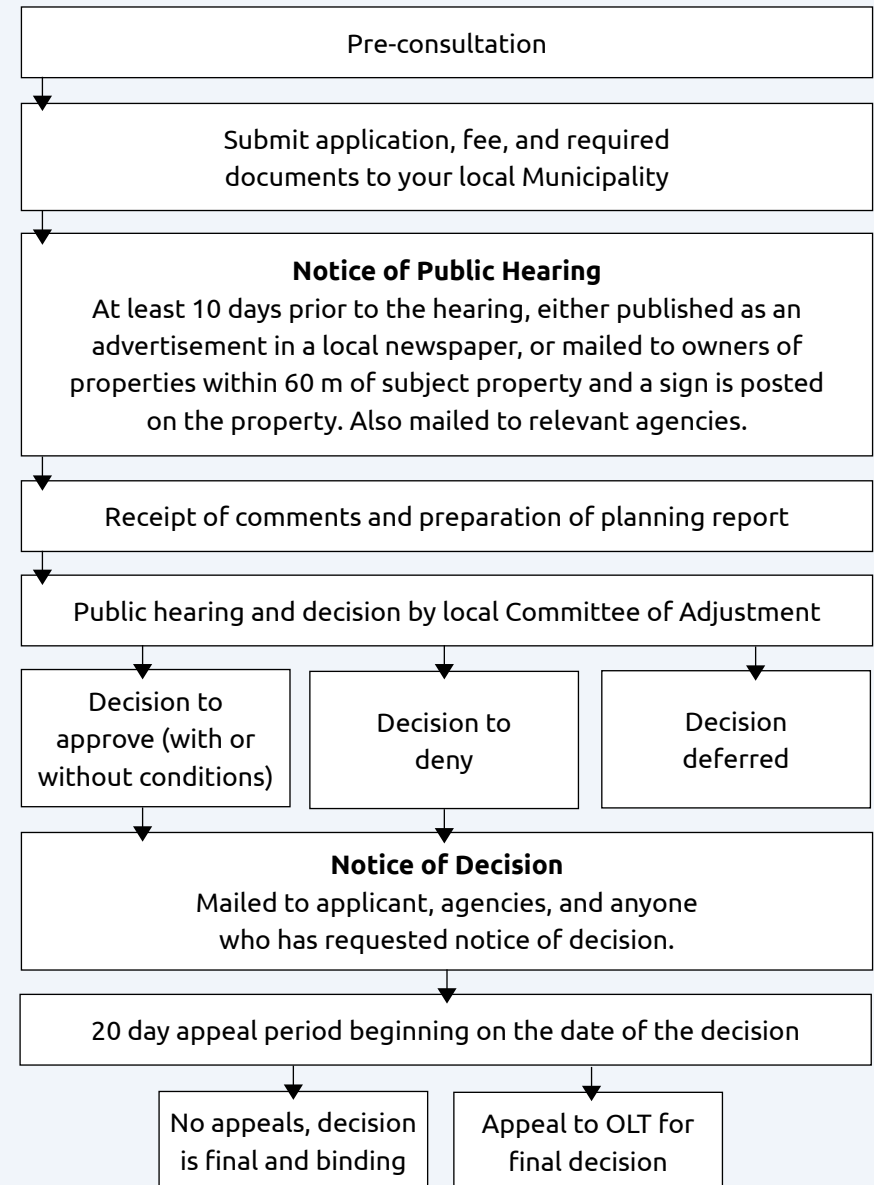 Pre-consultation
Submit application, fee, and required
documents to your local Municipality
Notice of Public Hearing
At least 10 days prior to the hearing, either published as an
advertisement in a local newspaper, or mailed to owners of
properties within 60 m of subject property and a sign is posted
on the property. Also mailed to relevant agencies.
Receipt of comments and preparation of planning report
Public hearing and decision by local Committee of Adjustment
Decision to
approve (with or
without conditions)
Decision to
deny
Decision
deferred
Notice of Decision
Mailed to applicant, agencies, and anyone
who has requested notice of decision.
20 day appeal period beginning on the date of the decision
No appeals, decision
is final and binding
Appeal to OLT for
final decision